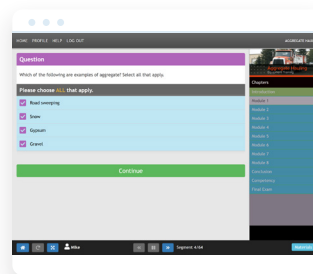 HOME PROFILE HELP LOG OUT
Question
Which of the following are examples of aggregate? Select all that apply.
Please choose ALL that apply.
Road sweeping
Snow
Gypsum
Gravel
Continue
Chapters
Introduction
Module 1
Module 2
Module 3
Module 4
Module 5
Module 6
Module 7
Module 8
Conclusion
Competency
Final Exam
Mike
Segment 4/64